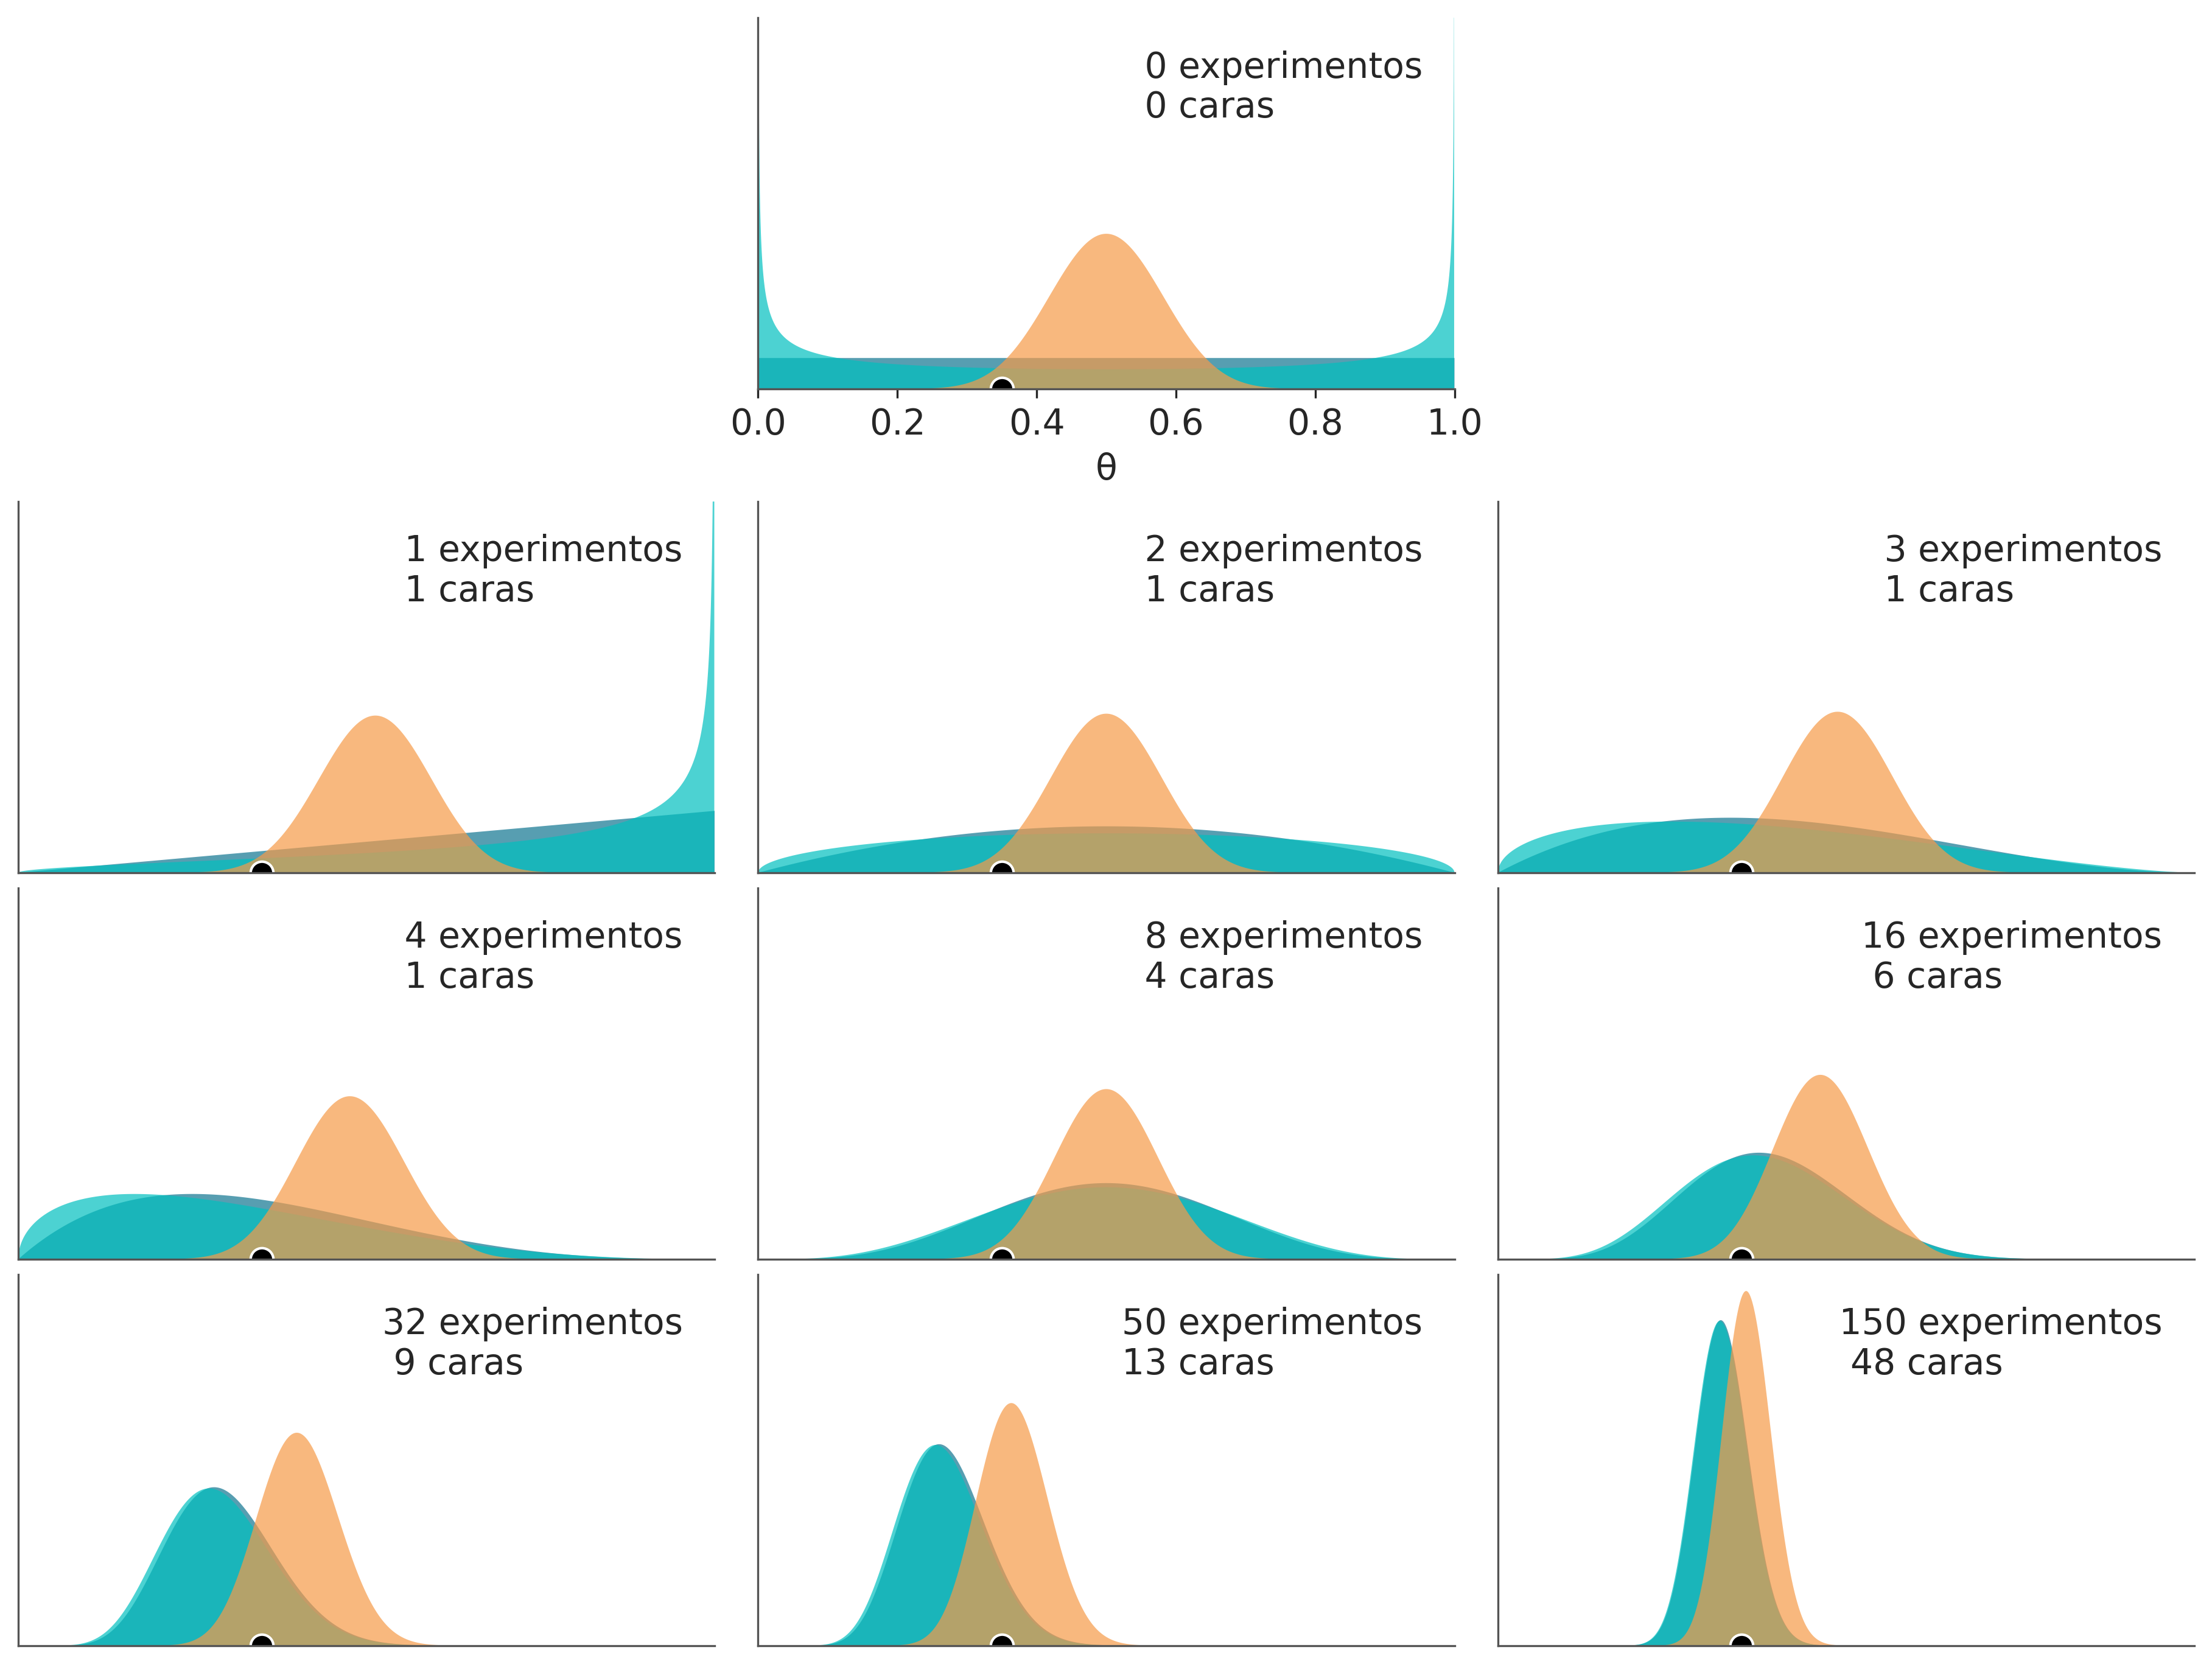 0 experimentos
0 caras
0.0 0.2 0.4 0.6 0.8 1.0
θ
1 experimentos
1 caras
2 experimentos
1 caras
3 experimentos
1 caras
4 experimentos
1 caras
8 experimentos
4 caras
16 experimentos
6 caras
32 experimentos
9 caras
50 experimentos
13 caras
150 experimentos
48 caras